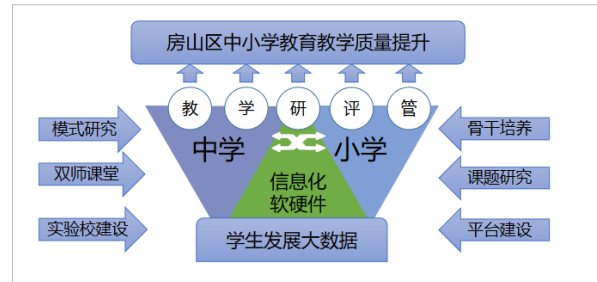 房山区中小学教育教学质量提升
教 学 研 评 管
模式研究
骨干培养
中学 小学
双师课堂
课题研究
信息化
软硬件
实验校建设
平台建设
学生发展大数据